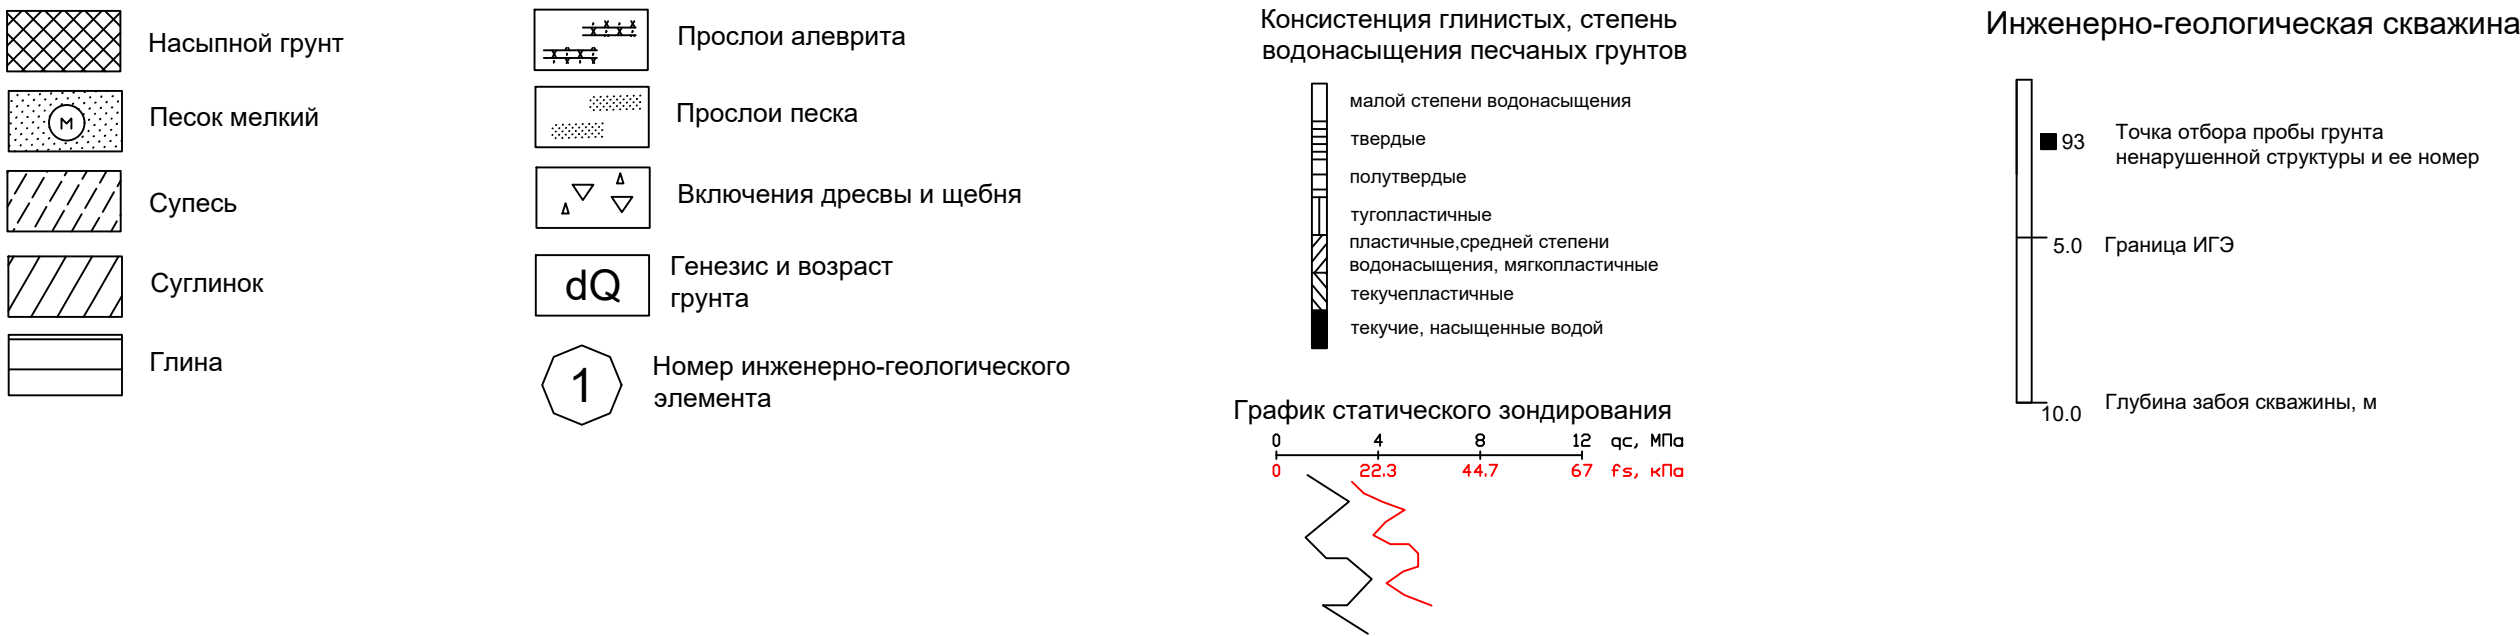 Насыпной грунт
М
Песок мелкий
Супесь
Суглинок
Глина
Прослои алеврита
Прослои песка
Включения дресвы и щебня
dQ
Генезис и возраст
грунта
1
Номер инженерно-геологического
элемента
Консистенция глинистых, степень
водонасыщения песчаных грунтов
малой степени водонасыщения
твердые
полутвердые
тугопластичные
пластичные,средней степени
водонасыщения, мягкопластичные
текучепластичные
текучие, насыщенные водой
График статического зондирования
0 4 8 12 qc, МПа
0 22.3 44.7 67 fs, кПа
Инженерно-геологическая скважина
93
Точка отбора пробы грунта
ненарушенной структуры и ее номер
5.0 Граница ИГЭ
10.0 Глубина забоя скважины, м